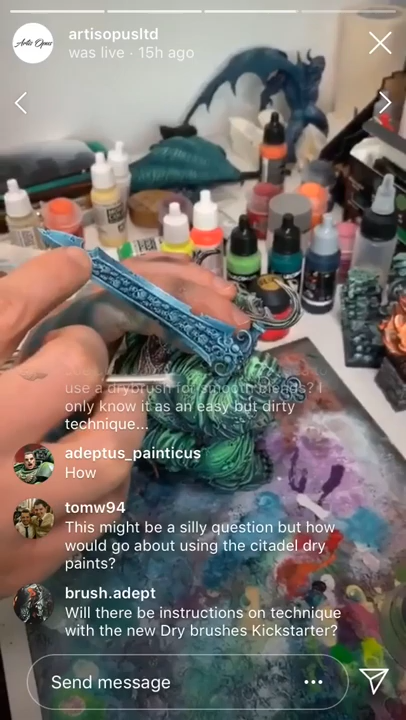 Artis Opus
artisopusltd
was live · 15h ago
use a drybrush for smooth blends? I
only know it as an easy but dirty
technique...
adeptus_painticus
How
tomw94
This might be a silly question but how
would go about using the citadel dry
paints?
brush.adept
Will there be instructions on technique
with the new Dry brushes Kickstarter?
Send message